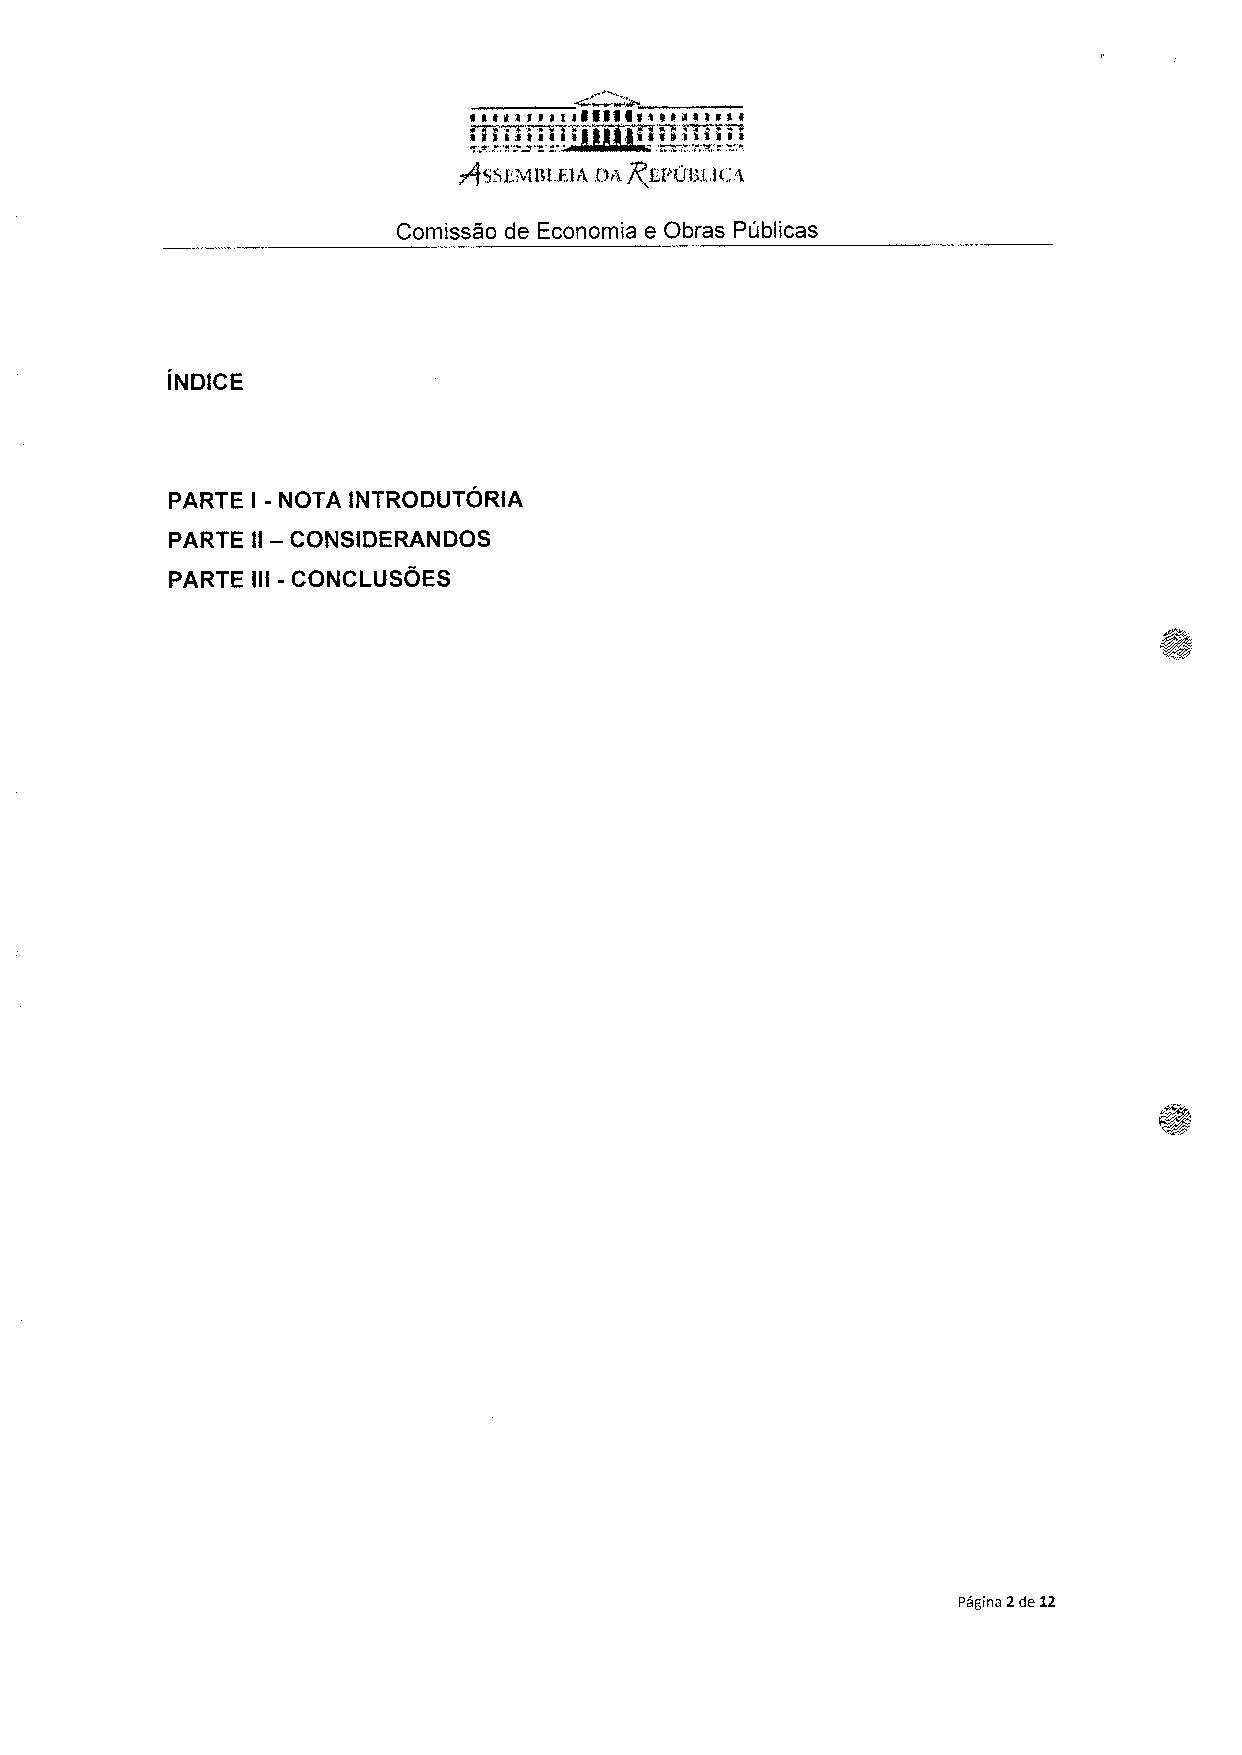 ASSEMBLEIA DA REPÚBLICA
Comissão de Economia e Obras Públicas
ÍNDICE
PARTE I - NOTA INTRODUTÓRIA
PARTE II – CONSIDERANDOS
PARTE III - CONCLUSÕES
Página 2 de 12